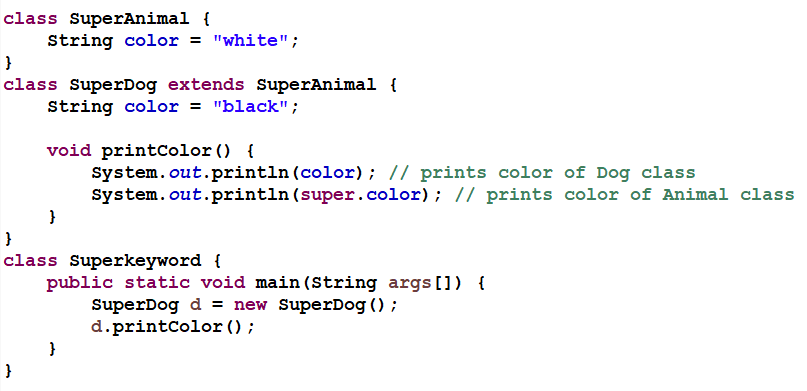 class SuperAnimal {
    String color = "white";
}
class SuperDog extends SuperAnimal {
    String color = "black";

    void printColor() {
        System.out.println(color); // prints color of Dog class
        System.out.println(super.color); // prints color of Animal class
    }
}
class Superkeyword {
    public static void main(String args[]) {
        SuperDog d = new SuperDog();
        d.printColor();
    }
}